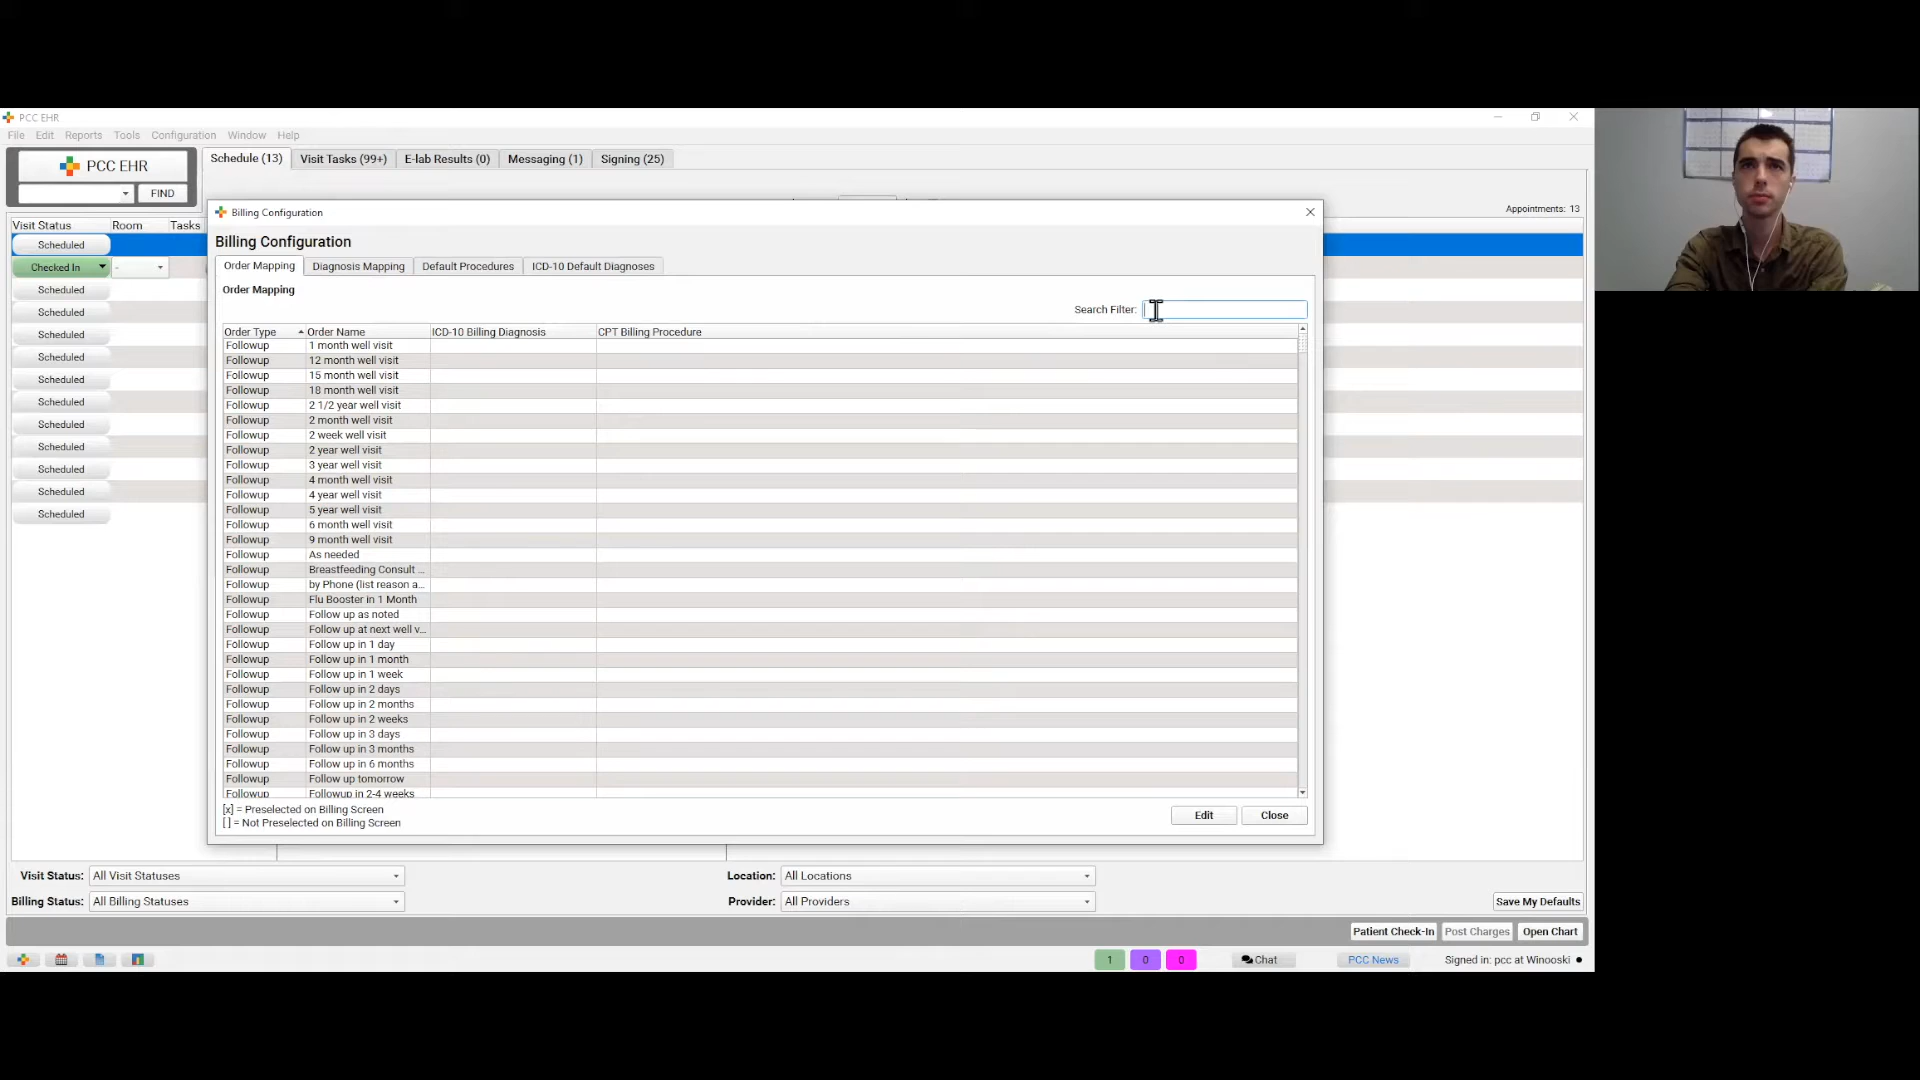 PCC EHR
File Edit Reports Tools Configuration Window Help
PCC EHR
FIND
Schedule (13) Visit Tasks (99+) E-lab Results (0) Messaging (1) Signing (25)
Appointments: 13
Visit Status Room Tasks
Scheduled
Checked In -
Scheduled
Scheduled
Scheduled
Scheduled
Scheduled
Scheduled
Scheduled
Scheduled
Scheduled
Scheduled
Scheduled
Billing Configuration
Billing Configuration
Order Mapping Diagnosis Mapping Default Procedures ICD-10 Default Diagnoses
Order Mapping
Search Filter:
Order Type Order Name ICD-10 Billing Diagnosis CPT Billing Procedure
Followup 1 month well visit
Followup 12 month well visit
Followup 15 month well visit
Followup 18 month well visit
Followup 2 1/2 year well visit
Followup 2 month well visit
Followup 2 week well visit
Followup 2 year well visit
Followup 3 year well visit
Followup 4 month well visit
Followup 4 year well visit
Followup 5 year well visit
Followup 6 month well visit
Followup 9 month well visit
Followup As needed
Followup Breastfeeding Consult ...
Followup by Phone (list reason a...
Followup Flu Booster in 1 Month
Followup Follow up as noted
Followup Follow up at next well v...
Followup Follow up in 1 day
Followup Follow up in 1 month
Followup Follow up in 1 week
Followup Follow up in 2 days
Followup Follow up in 2 months
Followup Follow up in 2 weeks
Followup Follow up in 3 days
Followup Follow up in 3 months
Followup Follow up in 6 months
Followup Follow up tomorrow
Followup Followup in 2-4 weeks
[x] = Preselected on Billing Screen
[ ] = Not Preselected on Billing Screen
Edit Close
Visit Status: All Visit Statuses Location: All Locations
Billing Status: All Billing Statuses Provider: All Providers
Save My Defaults
Patient Check-In Post Charges Open Chart
1 0 0 Chat PCC News Signed in: pcc at Winooski